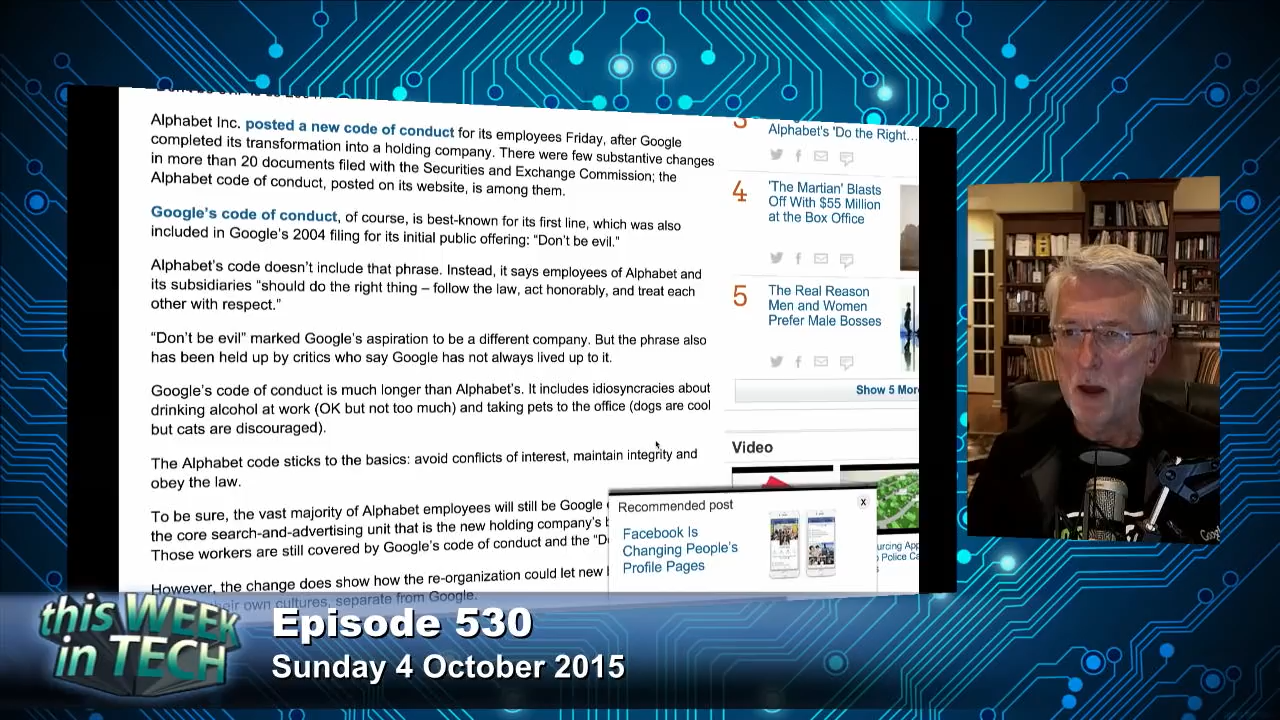 Alphabet Inc. posted a new code of conduct for its employees Friday, after Google
completed its transformation into a holding company. There were few substantive changes
in more than 20 documents filed with the Securities and Exchange Commission; the
Alphabet code of conduct, posted on its website, is among them.
Google's code of conduct, of course, is best-known for its first line, which was also
included in Google's 2004 filing for its initial public offering: “Don't be evil.”
Alphabet's code doesn't include that phrase. Instead, it says employees of Alphabet and
its subsidiaries “should do the right thing – follow the law, act honorably, and treat each
other with respect.”
“Don't be evil” marked Google's aspiration to be a different company. But the phrase also
has been held up by critics who say Google has not always lived up to it.
Google's code of conduct is much longer than Alphabet's. It includes idiosyncracies about
drinking alcohol at work (OK but not too much) and taking pets to the office (dogs are cool
but cats are discouraged).
The Alphabet code sticks to the basics: avoid conflicts of interest, maintain integrity and
obey the law.
To be sure, the vast majority of Alphabet employees will still be Google
the core search-and-advertising unit that is the new holding company's
Those workers are still covered by Google's code of conduct and the
However, the change does show how the re-organization could let new
their own cultures, separate from Google.
3
Alphabet's 'Do the Right...
4
'The Martian' Blasts
Off With $55 Million
at the Box Office
5
The Real Reason
Men and Women
Prefer Male Bosses
Show 5 More
Video
Recommended post
x
Facebook Is
Changing People's
Profile Pages
this WEEK
in TECH
Episode 530
Sunday 4 October 2015